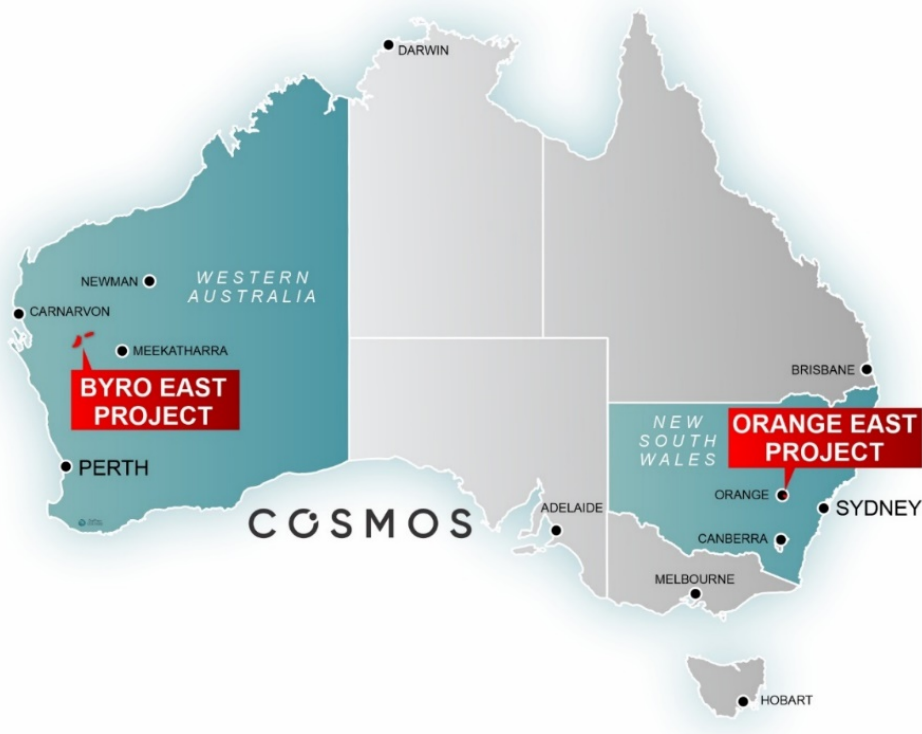 DARWIN
NEWMAN
WESTERN
AUSTRALIA
CARNARVON
MEEKATHARRA
BYRO EAST
PROJECT
BRISBANE
NEW
SOUTH
WALES
ORANGE EAST
PROJECT
PERTH
ORANGE
SYDNEY
COSMOS
ADELAIDE
CANBERRA
MELBOURNE
HOBART